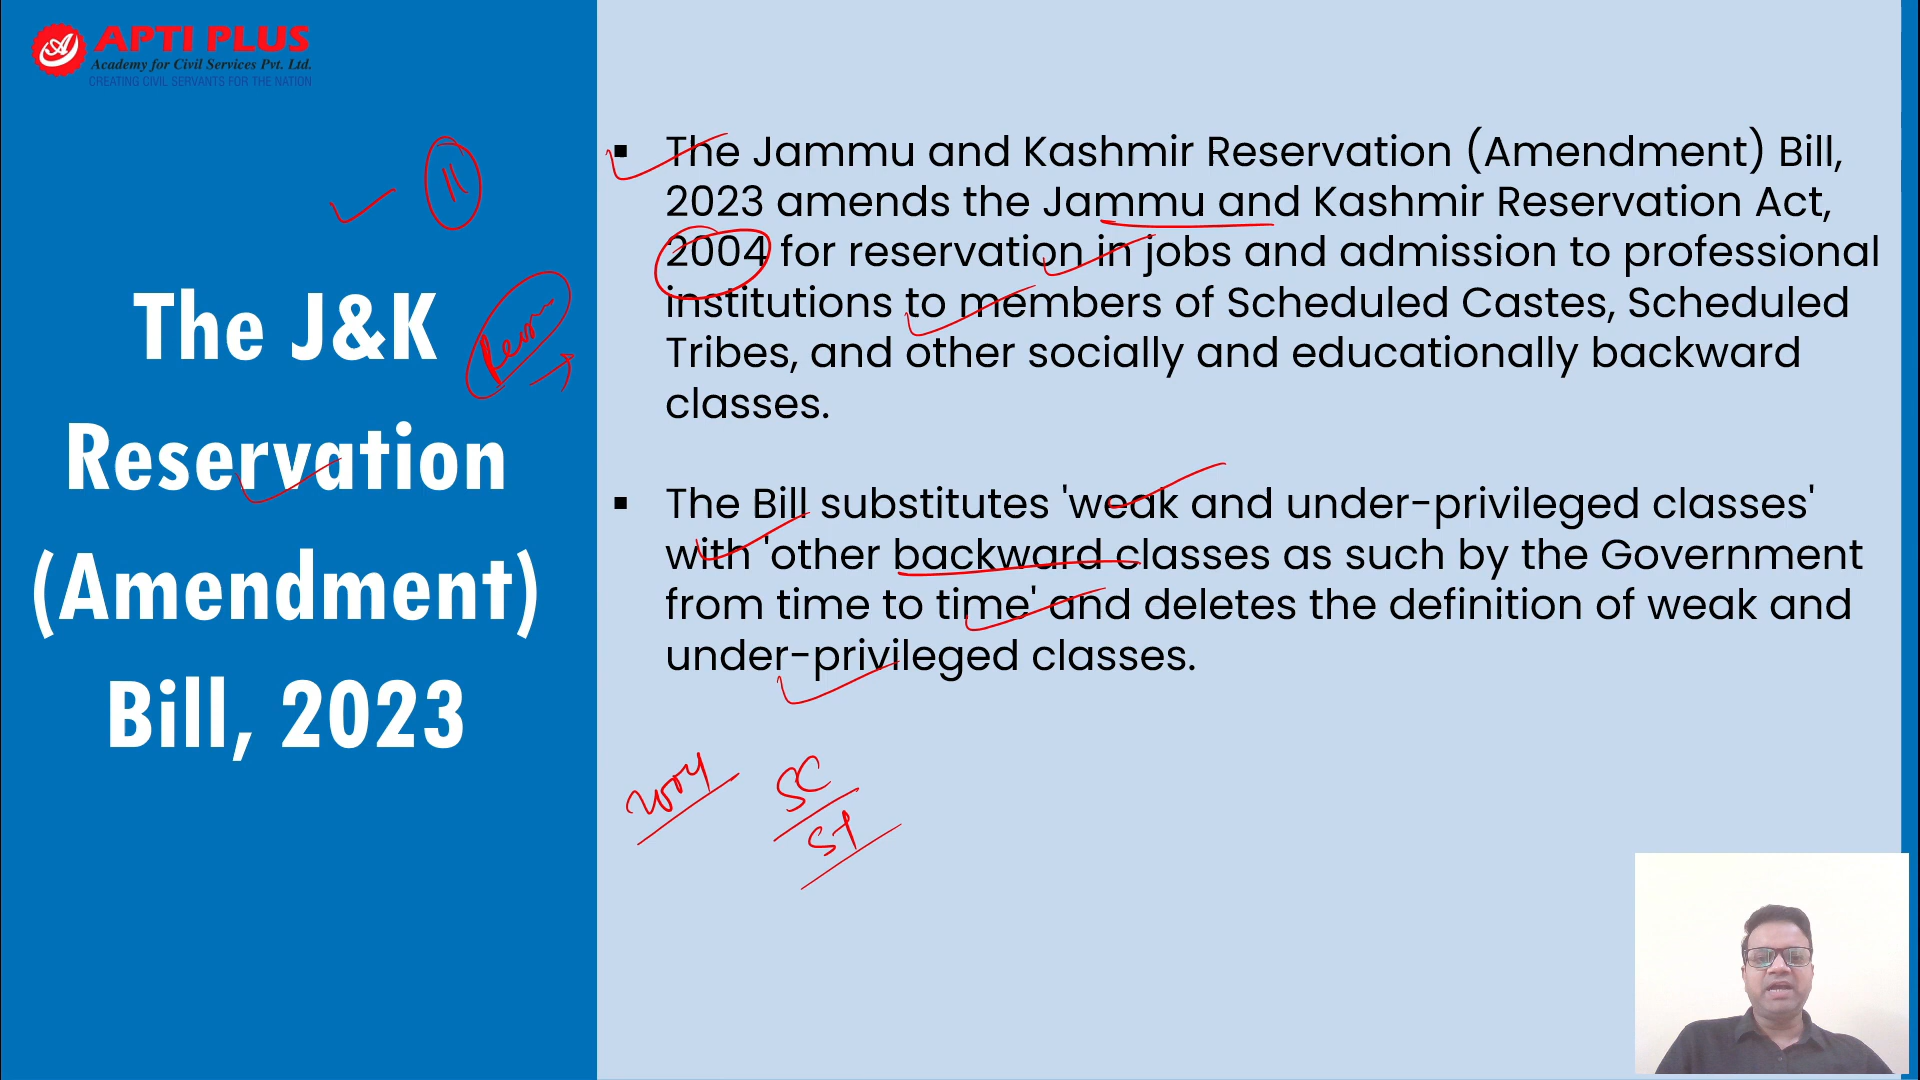 APTI PLUS
Academy for Civil Services Pvt. Ltd.
CREATING CIVIL SERVANTS FOR THE NATION
11
The J&K
Reservation
(Amendment)
Bill, 2023
▪ The Jammu and Kashmir Reservation (Amendment) Bill,
2023 amends the Jammu and Kashmir Reservation Act,
2004 for reservation in jobs and admission to professional
institutions to members of Scheduled Castes, Scheduled
Tribes, and other socially and educationally backward
classes.
▪ The Bill substitutes 'weak and under-privileged classes'
with 'other backward classes as such by the Government
from time to time' and deletes the definition of weak and
under-privileged classes.
2004
SC
ST